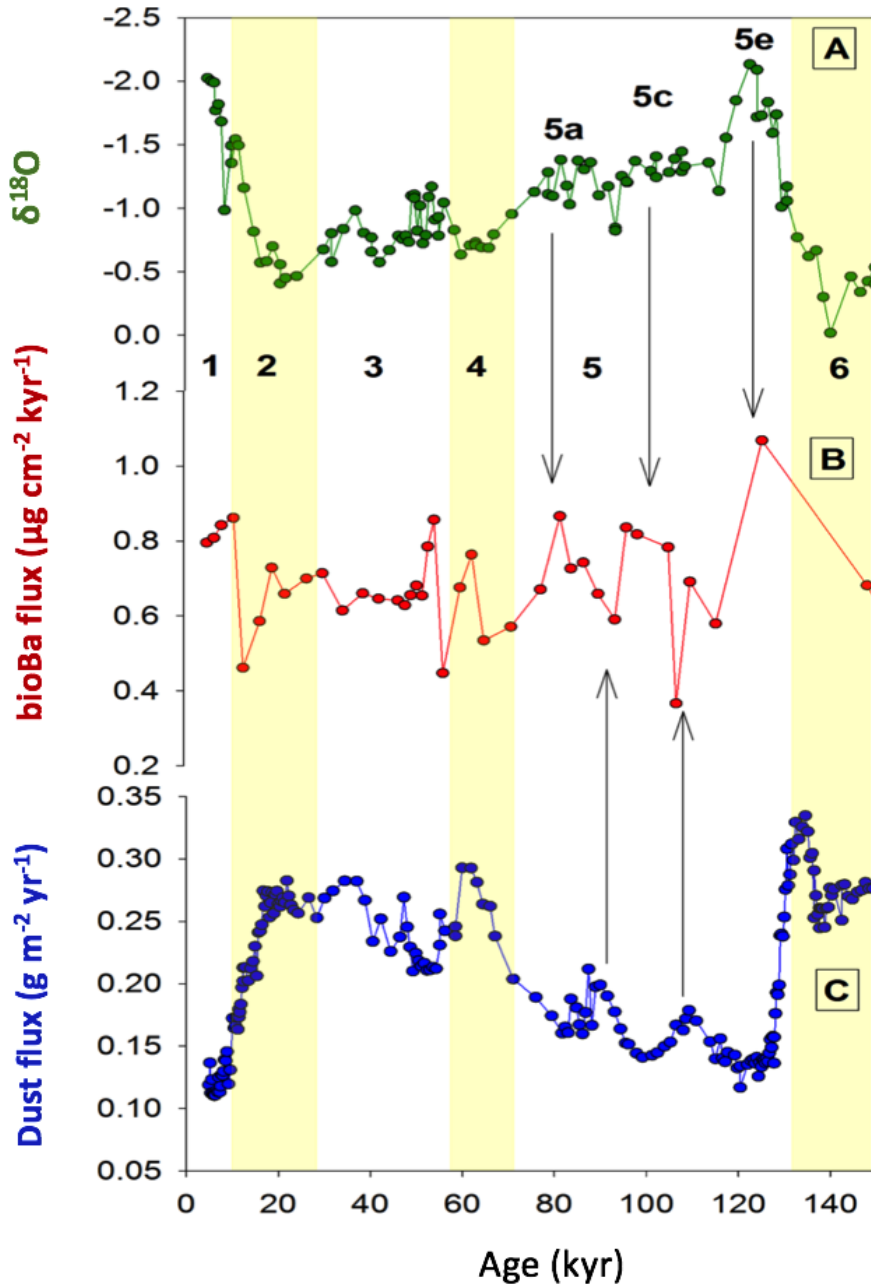 -2.5
-2.0
-1.5
-1.0
-0.5
0.0
δ¹⁸O
A
5e
5c
5a
1 2 3 4 5 6
1.2
1.0
0.8
0.6
0.4
0.2
bioBa flux (µg cm⁻² kyr⁻¹)
B
0.35
0.30
0.25
0.20
0.15
0.10
0.05
Dust flux (g m⁻² yr⁻¹)
C
0 20 40 60 80 100 120 140
Age (kyr)